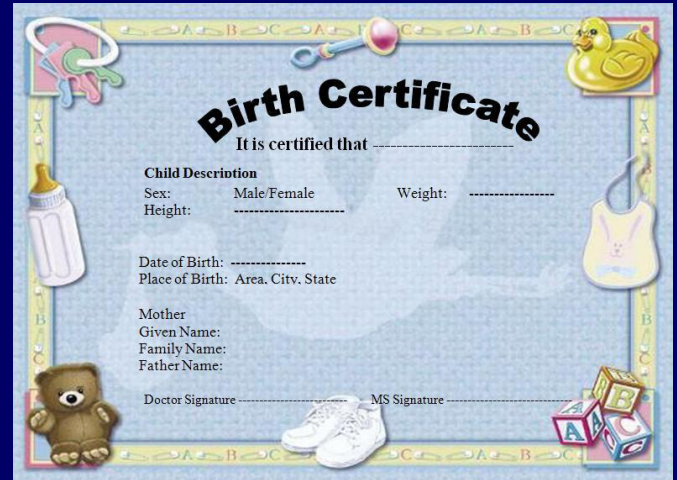 Birth Certificate
It is certified that ------------------------
Child Description
Sex: Male/Female Weight: -----------------
Height: ----------------------
Date of Birth: ---------------
Place of Birth: Area, City, State
Mother
Given Name:
Family Name:
Father Name:
Doctor Signature -------------------------- MS Signature ------------------------------
A B C A B C A B C
A B C
A B C
A B C
A B C A B C A B C